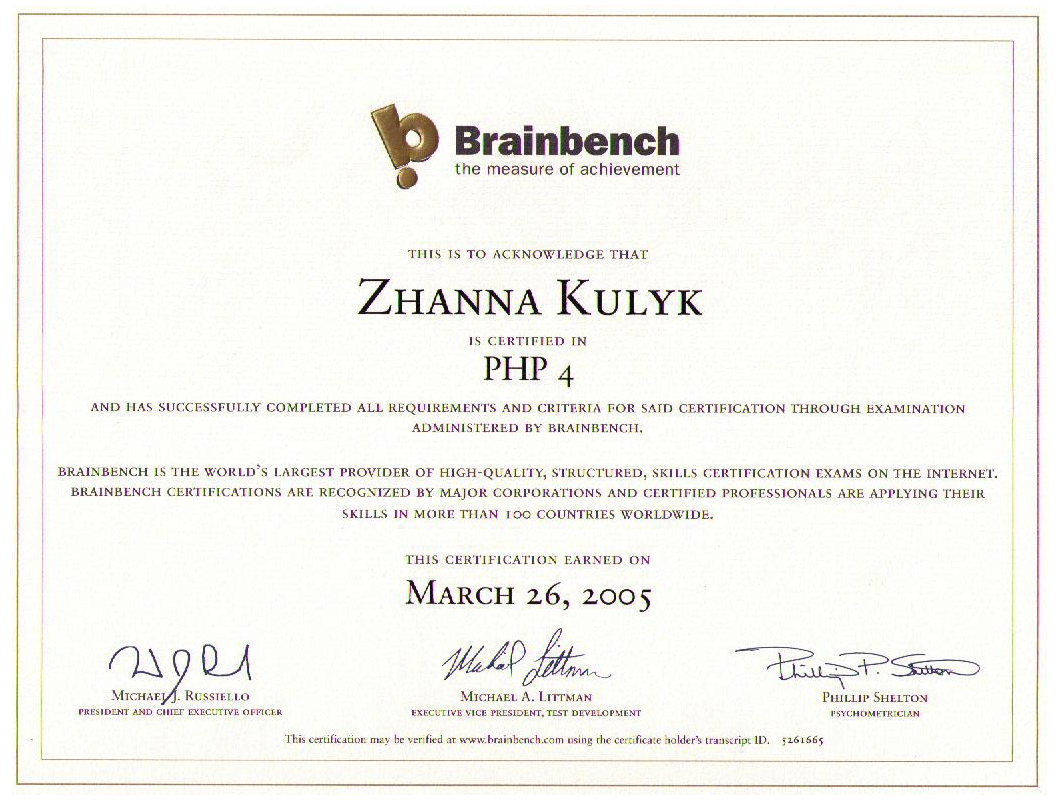 Brainbench
the measure of achievement
THIS IS TO ACKNOWLEDGE THAT
ZHANNA KULYK
IS CERTIFIED IN
PHP 4
AND HAS SUCCESSFULLY COMPLETED ALL REQUIREMENTS AND CRITERIA FOR SAID CERTIFICATION THROUGH EXAMINATION
ADMINISTERED BY BRAINBENCH.
BRAINBENCH IS THE WORLD'S LARGEST PROVIDER OF HIGH-QUALITY, STRUCTURED, SKILLS CERTIFICATION EXAMS ON THE INTERNET.
BRAINBENCH CERTIFICATIONS ARE RECOGNIZED BY MAJOR CORPORATIONS AND CERTIFIED PROFESSIONALS ARE APPLYING THEIR
SKILLS IN MORE THAN 100 COUNTRIES WORLDWIDE.
THIS CERTIFICATION EARNED ON
MARCH 26, 2005
Michael Littman
Phillip P. Shelton
MICHAEL J. RUSSIELLO
PRESIDENT AND CHIEF EXECUTIVE OFFICER
MICHAEL A. LITTMAN
EXECUTIVE VICE PRESIDENT, TEST DEVELOPMENT
PHILLIP SHELTON
PSYCHOMETRICIAN
This certification may be verified at www.brainbench.com using the certificate holder's transcript ID. 5261665